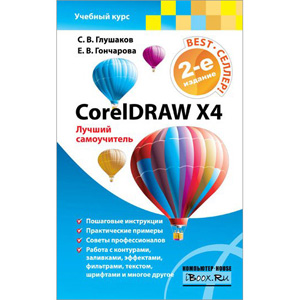 Учебный курс
С. В. Глушаков
Е. В. Гончарова
BEST-СЕЛЛЕР!
2-е
издание
CorelDRAW X4
Лучший
самоучитель
Пошаговые инструкции
Практические примеры
Советы профессионалов
Работа с контурами,
заливками, эффектами,
фильтрами, текстом,
шрифтами и многое другое
КОМПЬЮТЕР HOUSE
iBoox.Ru